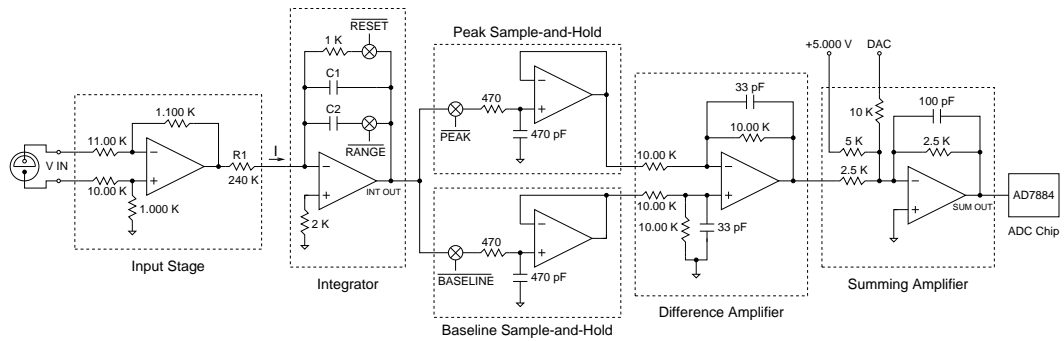 V IN
11.00 K
1.100 K
10.00 K
1.000 K
R1
240 K
Input Stage
I
RESET
1 K
C1
C2
RANGE
2 K
INT OUT
Integrator
Peak Sample-and-Hold
PEAK
470
470 pF
BASELINE
470
470 pF
Baseline Sample-and-Hold
33 pF
10.00 K
10.00 K
10.00 K
10.00 K
33 pF
Difference Amplifier
+5.000 V
DAC
10 K
5 K
2.5 K
100 pF
2.5 K
SUM OUT
Summing Amplifier
AD7884
ADC Chip